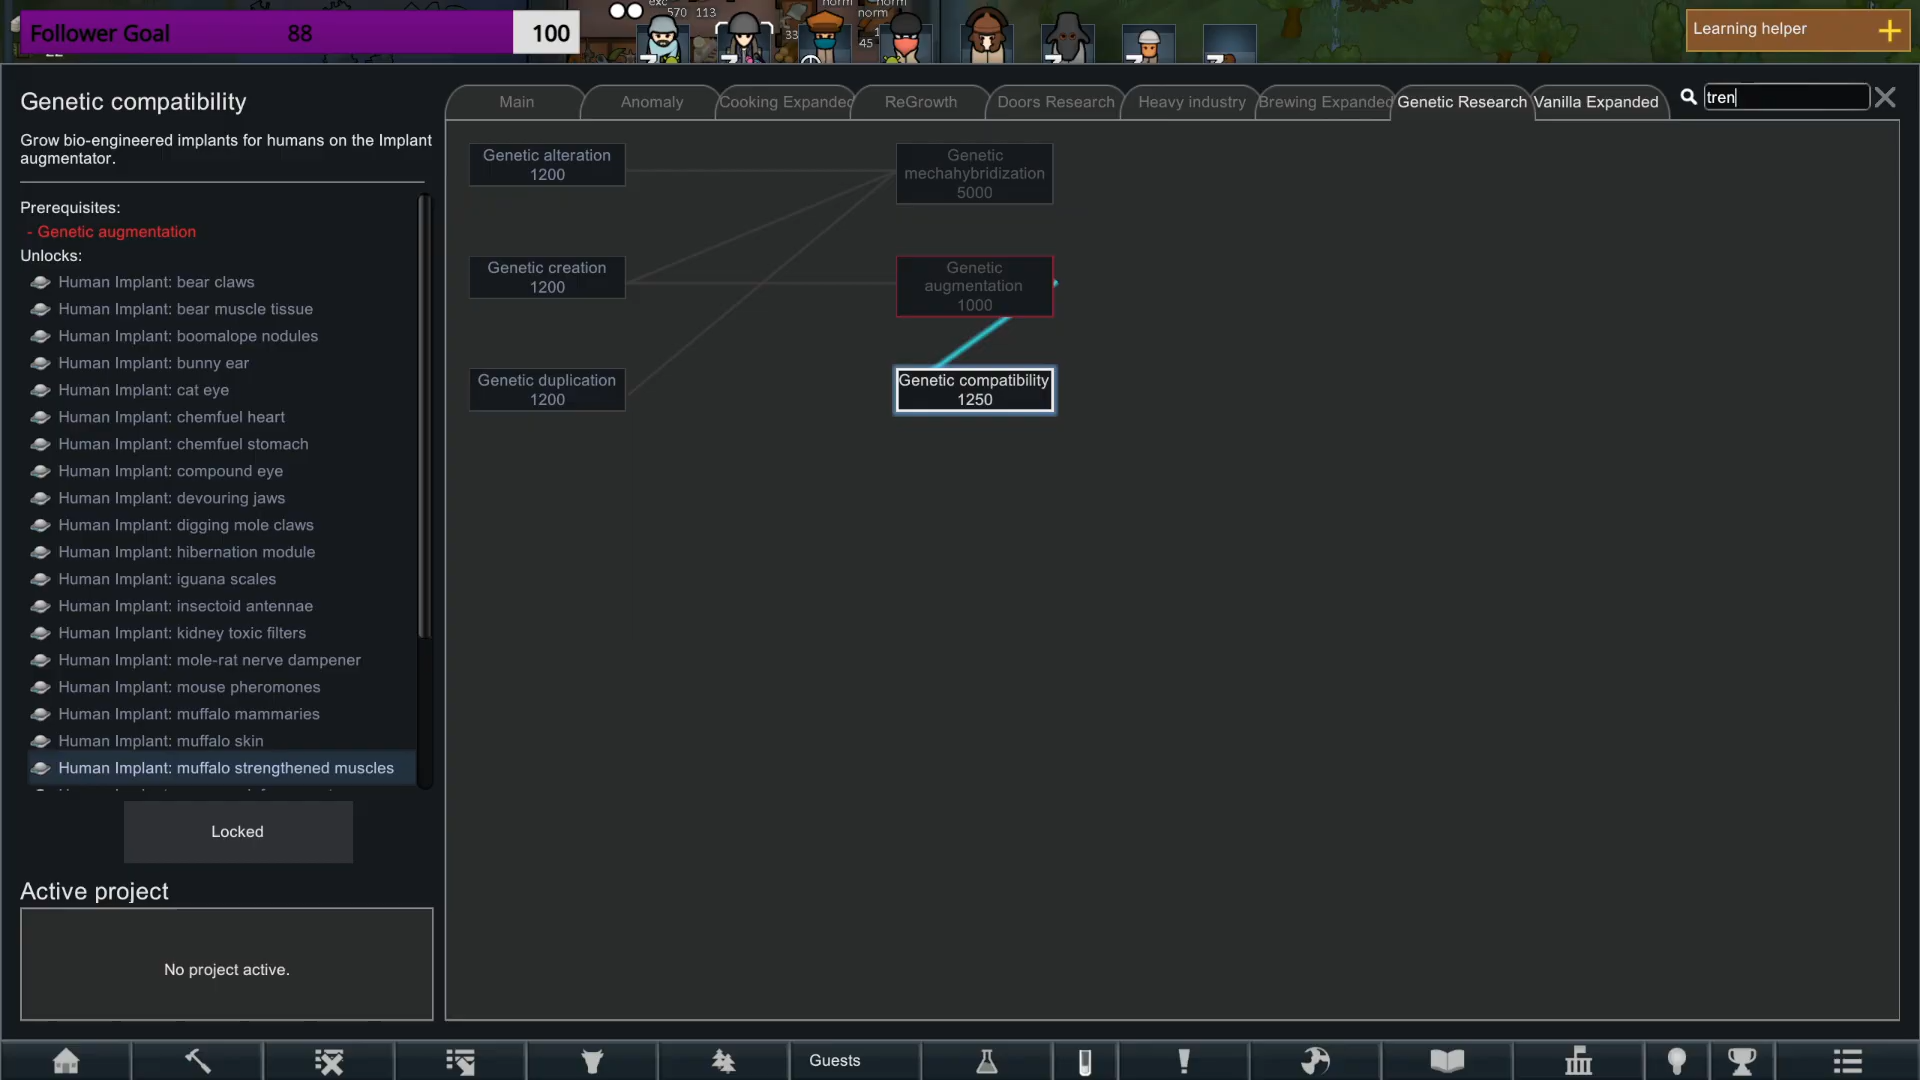 Follower Goal 88 100
exc 570 113
norm
norm
norm
33
45
Learning helper
Genetic compatibility
Grow bio-engineered implants for humans on the Implant
augmentator.
Prerequisites:
- Genetic augmentation
Unlocks:
Human Implant: bear claws
Human Implant: bear muscle tissue
Human Implant: boomalope nodules
Human Implant: bunny ear
Human Implant: cat eye
Human Implant: chemfuel heart
Human Implant: chemfuel stomach
Human Implant: compound eye
Human Implant: devouring jaws
Human Implant: digging mole claws
Human Implant: hibernation module
Human Implant: iguana scales
Human Implant: insectoid antennae
Human Implant: kidney toxic filters
Human Implant: mole-rat nerve dampener
Human Implant: mouse pheromones
Human Implant: muffalo mammaries
Human Implant: muffalo skin
Human Implant: muffalo strengthened muscles
Locked
Active project
No project active.
Main
Anomaly
Cooking Expanded
ReGrowth
Doors Research
Heavy industry
Brewing Expanded
Genetic Research
Vanilla Expanded
tren
Genetic alteration
1200
Genetic
mechahybridization
5000
Genetic creation
1200
Genetic
augmentation
1000
Genetic duplication
1200
Genetic compatibility
1250
Guests